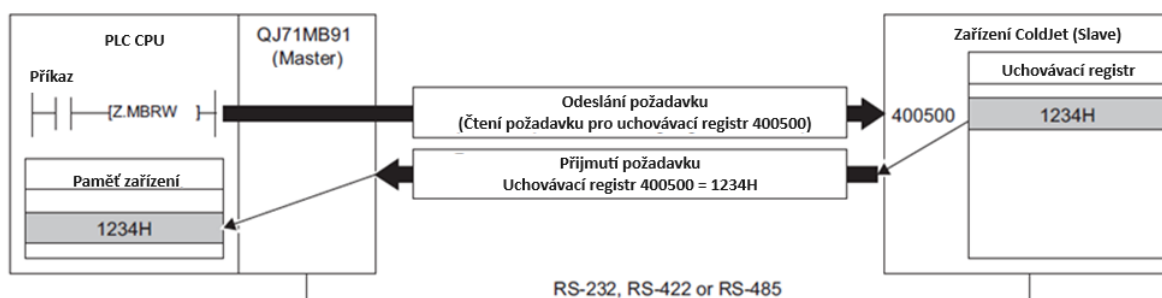 PLC CPU
QJ71MB91
(Master)
Příkaz
Z.MBRW
Paměť zařízení
1234H
Odeslání požadavku
(Čtení požadavku pro uchovávací registr 400500)
Přijmutí požadavku
Uchovávací registr 400500 = 1234H
Zařízení ColdJet (Slave)
Uchovávací registr
400500
1234H
RS-232, RS-422 or RS-485